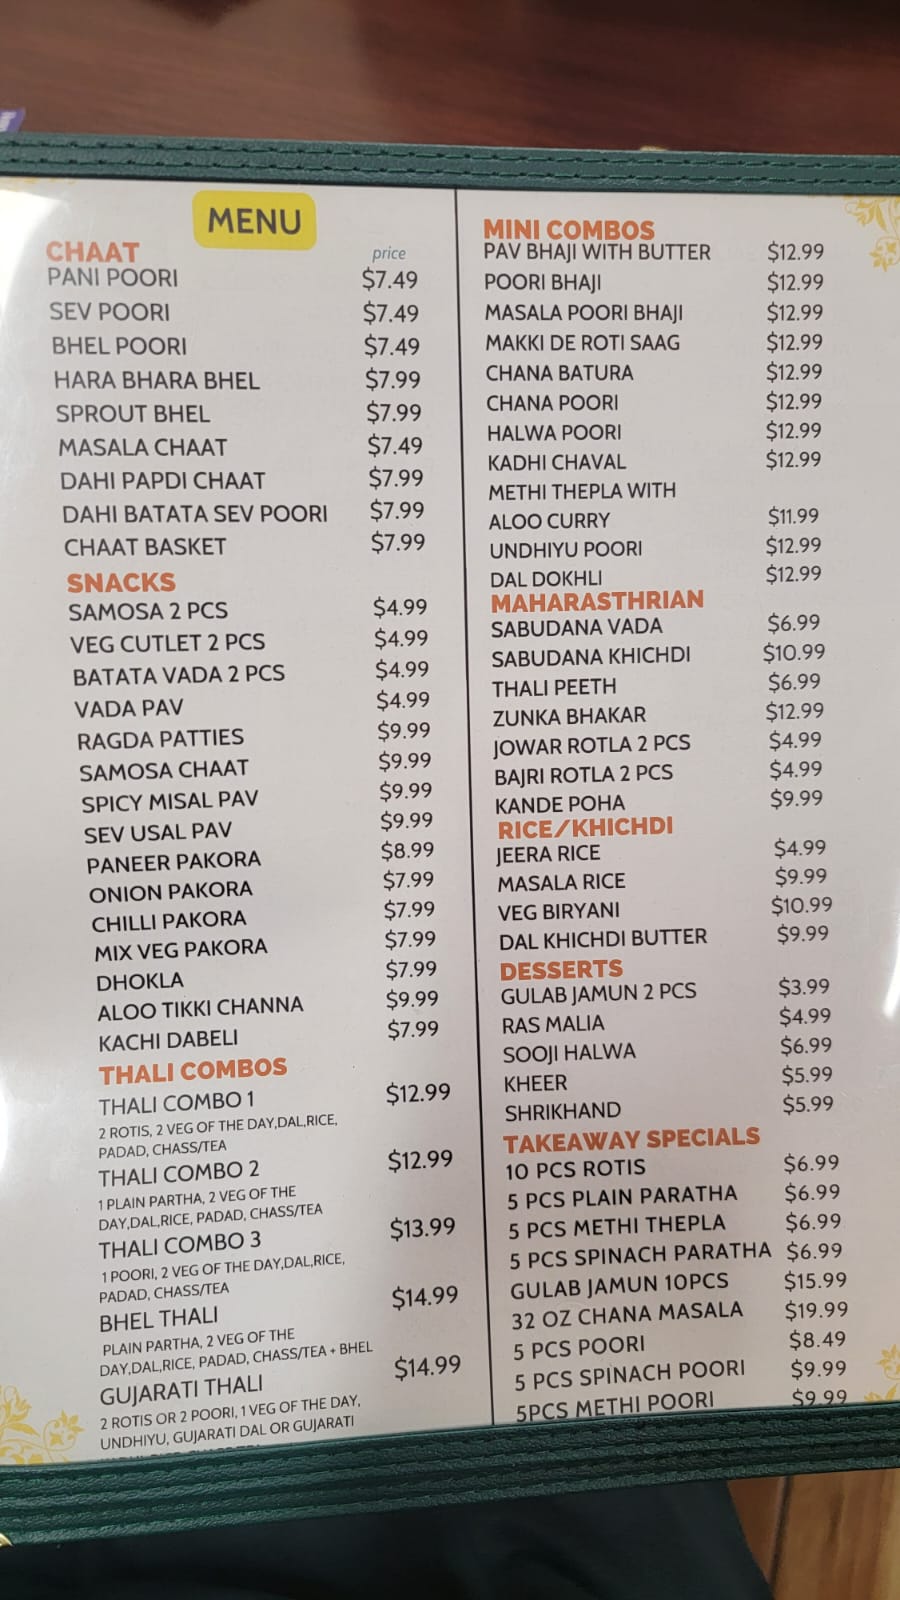 MENU
CHAAT price
PANI POORI $7.49
SEV POORI $7.49
BHEL POORI $7.49
HARA BHARA BHEL $7.99
SPROUT BHEL $7.99
MASALA CHAAT $7.49
DAHI PAPDI CHAAT $7.99
DAHI BATATA SEV POORI $7.99
CHAAT BASKET $7.99
SNACKS
SAMOSA 2 PCS $4.99
VEG CUTLET 2 PCS $4.99
BATATA VADA 2 PCS $4.99
VADA PAV $4.99
RAGDA PATTIES $9.99
SAMOSA CHAAT $9.99
SPICY MISAL PAV $9.99
SEV USAL PAV $9.99
PANEER PAKORA $8.99
ONION PAKORA $7.99
CHILLI PAKORA $7.99
MIX VEG PAKORA $7.99
DHOKLA $7.99
ALOO TIKKI CHANNA $9.99
KACHI DABELI $7.99
THALI COMBOS
THALI COMBO 1 $12.99
2 ROTIS, 2 VEG OF THE DAY,DAL,RICE,
PADAD, CHASS/TEA
THALI COMBO 2 $12.99
1 PLAIN PARTHA, 2 VEG OF THE
DAY,DAL,RICE, PADAD, CHASS/TEA
THALI COMBO 3 $13.99
1 POORI, 2 VEG OF THE DAY,DAL,RICE,
PADAD, CHASS/TEA
BHEL THALI $14.99
PLAIN PARTHA, 2 VEG OF THE
DAY,DAL,RICE, PADAD, CHASS/TEA + BHEL
GUJARATI THALI $14.99
2 ROTIS OR 2 POORI, 1 VEG OF THE DAY,
UNDHIYU, GUJARATI DAL OR GUJARATI
MINI COMBOS
PAV BHAJI WITH BUTTER $12.99
POORI BHAJI $12.99
MASALA POORI BHAJI $12.99
MAKKI DE ROTI SAAG $12.99
CHANA BATURA $12.99
CHANA POORI $12.99
HALWA POORI $12.99
KADHI CHAVAL $12.99
METHI THEPLA WITH
ALOO CURRY $11.99
UNDHIYU POORI $12.99
DAL DOKHLI $12.99
MAHARASTHRIAN
SABUDANA VADA $6.99
SABUDANA KHICHDI $10.99
THALI PEETH $6.99
ZUNKA BHAKAR $12.99
JOWAR ROTLA 2 PCS $4.99
BAJRI ROTLA 2 PCS $4.99
KANDE POHA $9.99
RICE/KHICHDI
JEERA RICE $4.99
MASALA RICE $9.99
VEG BIRYANI $10.99
DAL KHICHDI BUTTER $9.99
DESSERTS
GULAB JAMUN 2 PCS $3.99
RAS MALIA $4.99
SOOJI HALWA $6.99
KHEER $5.99
SHRIKHAND $5.99
TAKEAWAY SPECIALS
10 PCS ROTIS $6.99
5 PCS PLAIN PARATHA $6.99
5 PCS METHI THEPLA $6.99
5 PCS SPINACH PARATHA $6.99
GULAB JAMUN 10PCS $15.99
32 OZ CHANA MASALA $19.99
5 PCS POORI $8.49
5 PCS SPINACH POORI $9.99
5PCS METHI POORI $9.99